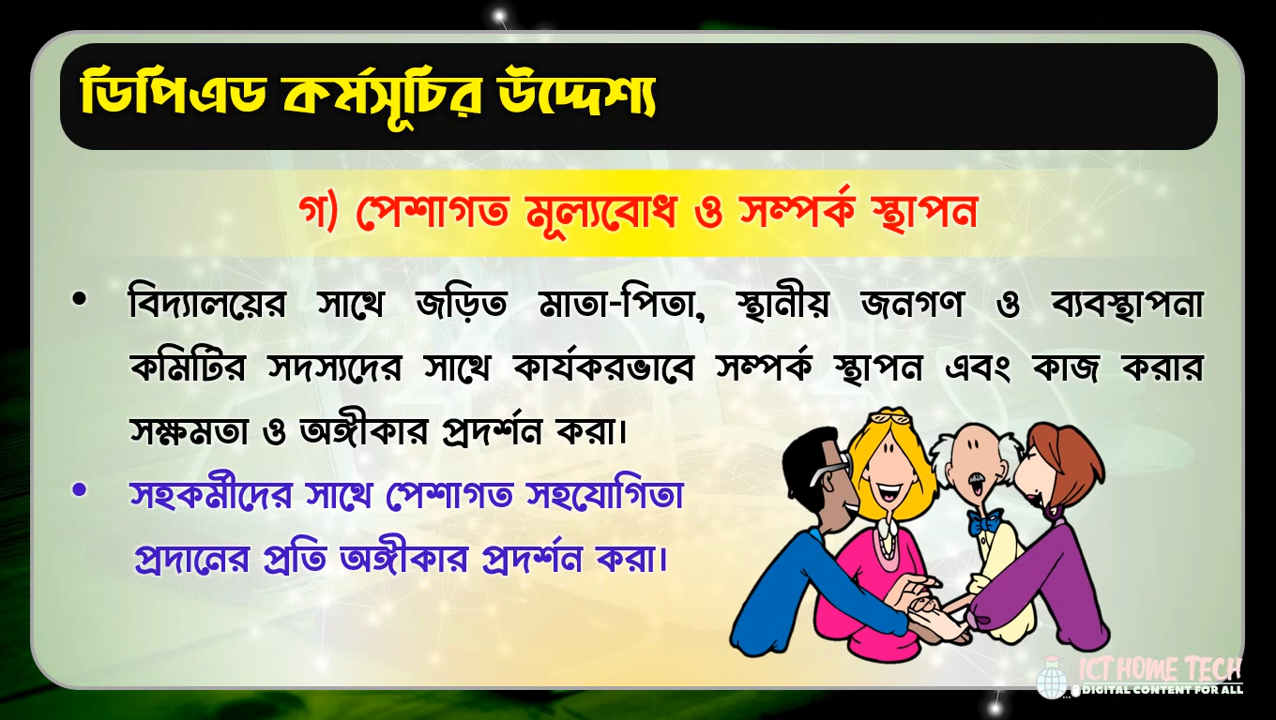 ডিপিএড কর্মসূচির উদ্দেশ্য
গ) পেশাগত মূল্যবোধ ও সম্পর্ক স্থাপন
• বিদ্যালয়ের সাথে জড়িত মাতা-পিতা, স্থানীয় জনগণ ও ব্যবস্থাপনা
কমিটির সদস্যদের সাথে কার্যকরভাবে সম্পর্ক স্থাপন এবং কাজ করার
সক্ষমতা ও অঙ্গীকার প্রদর্শন করা।
• সহকর্মীদের সাথে পেশাগত সহযোগিতা
প্রদানের প্রতি অঙ্গীকার প্রদর্শন করা।
ICT HOME TECH
DIGITAL CONTENT FOR ALL